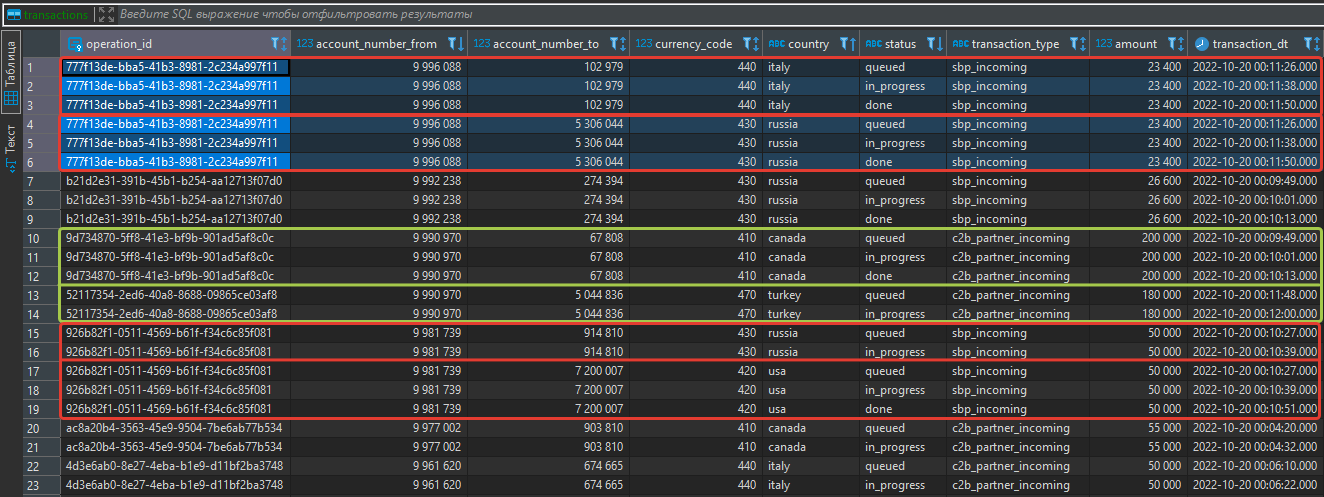 transactions Введите SQL выражение чтобы отфильтровать результаты
Таблица
Текст
operation_id 123 account_number_from 123 account_number_to 123 currency_code ABC country ABC status ABC transaction_type 123 amount transaction_dt
1 777f13de-bba5-41b3-8981-2c234a997f11 9 996 088 102 979 440 italy queued sbp_incoming 23 400 2022-10-20 00:11:26.000
2 777f13de-bba5-41b3-8981-2c234a997f11 9 996 088 102 979 440 italy in_progress sbp_incoming 23 400 2022-10-20 00:11:38.000
3 777f13de-bba5-41b3-8981-2c234a997f11 9 996 088 102 979 440 italy done sbp_incoming 23 400 2022-10-20 00:11:50.000
4 777f13de-bba5-41b3-8981-2c234a997f11 9 996 088 5 306 044 430 russia queued sbp_incoming 23 400 2022-10-20 00:11:26.000
5 777f13de-bba5-41b3-8981-2c234a997f11 9 996 088 5 306 044 430 russia in_progress sbp_incoming 23 400 2022-10-20 00:11:38.000
6 777f13de-bba5-41b3-8981-2c234a997f11 9 996 088 5 306 044 430 russia done sbp_incoming 23 400 2022-10-20 00:11:50.000
7 b21d2e31-391b-45b1-b254-aa12713f07d0 9 992 238 274 394 430 russia queued sbp_incoming 26 600 2022-10-20 00:09:49.000
8 b21d2e31-391b-45b1-b254-aa12713f07d0 9 992 238 274 394 430 russia in_progress sbp_incoming 26 600 2022-10-20 00:10:01.000
9 b21d2e31-391b-45b1-b254-aa12713f07d0 9 992 238 274 394 430 russia done sbp_incoming 26 600 2022-10-20 00:10:13.000
10 9d734870-5ff8-41e3-bf9b-901ad5af8c0c 9 990 970 67 808 410 canada queued c2b_partner_incoming 200 000 2022-10-20 00:09:49.000
11 9d734870-5ff8-41e3-bf9b-901ad5af8c0c 9 990 970 67 808 410 canada in_progress c2b_partner_incoming 200 000 2022-10-20 00:10:01.000
12 9d734870-5ff8-41e3-bf9b-901ad5af8c0c 9 990 970 67 808 410 canada done c2b_partner_incoming 200 000 2022-10-20 00:10:13.000
13 52117354-2ed6-40a8-8688-09865ce03af8 9 990 970 5 044 836 470 turkey queued c2b_partner_incoming 180 000 2022-10-20 00:11:48.000
14 52117354-2ed6-40a8-8688-09865ce03af8 9 990 970 5 044 836 470 turkey in_progress c2b_partner_incoming 180 000 2022-10-20 00:12:00.000
15 926b82f1-0511-4569-b61f-f34c6c85f081 9 981 739 914 810 430 russia queued sbp_incoming 50 000 2022-10-20 00:10:27.000
16 926b82f1-0511-4569-b61f-f34c6c85f081 9 981 739 914 810 430 russia in_progress sbp_incoming 50 000 2022-10-20 00:10:39.000
17 926b82f1-0511-4569-b61f-f34c6c85f081 9 981 739 7 200 007 420 usa queued sbp_incoming 50 000 2022-10-20 00:10:27.000
18 926b82f1-0511-4569-b61f-f34c6c85f081 9 981 739 7 200 007 420 usa in_progress sbp_incoming 50 000 2022-10-20 00:10:39.000
19 926b82f1-0511-4569-b61f-f34c6c85f081 9 981 739 7 200 007 420 usa done sbp_incoming 50 000 2022-10-20 00:10:51.000
20 ac8a20b4-3563-45e9-9504-7be6ab77b534 9 977 002 903 810 410 canada queued c2b_partner_incoming 55 000 2022-10-20 00:04:20.000
21 ac8a20b4-3563-45e9-9504-7be6ab77b534 9 977 002 903 810 410 canada in_progress c2b_partner_incoming 55 000 2022-10-20 00:04:32.000
22 4d3e6ab0-8e27-4eba-b1e9-d11bf2ba3748 9 961 620 674 665 440 italy queued c2b_partner_incoming 50 000 2022-10-20 00:06:10.000
23 4d3e6ab0-8e27-4eba-b1e9-d11bf2ba3748 9 961 620 674 665 440 italy in_progress c2b_partner_incoming 50 000 2022-10-20 00:06:22.000